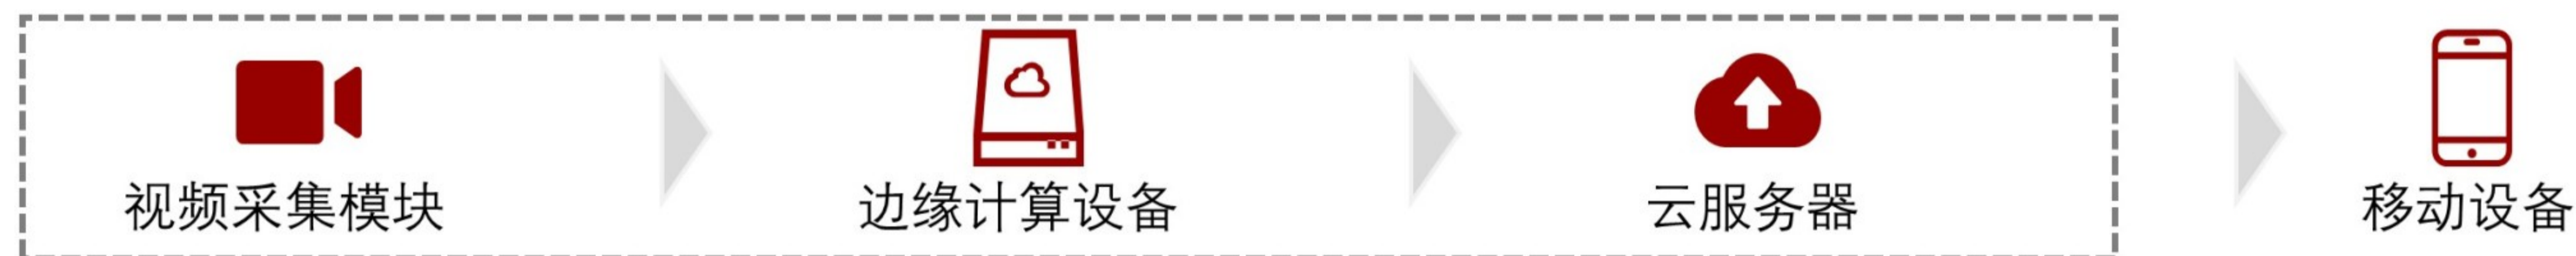 视频采集模块
边缘计算设备
云服务器
移动设备